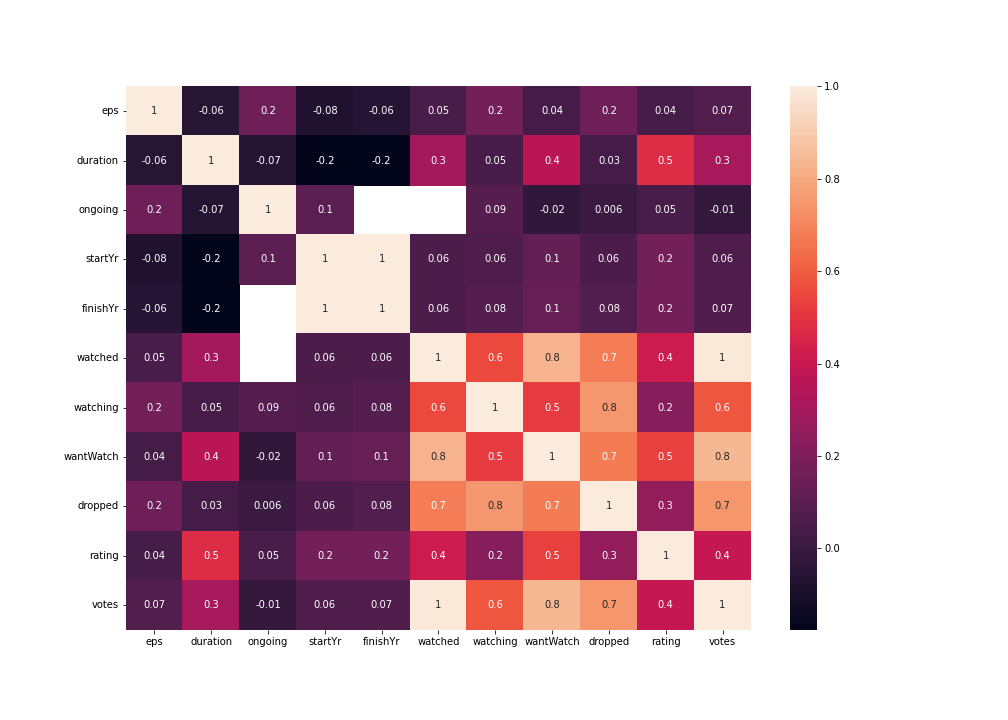 eps 1 -0.06 0.2 -0.08 -0.06 0.05 0.2 0.04 0.2 0.04 0.07
duration -0.06 1 -0.07 -0.2 -0.2 0.3 0.05 0.4 0.03 0.5 0.3
ongoing 0.2 -0.07 1 0.1 0.09 -0.02 0.006 0.05 -0.01
startYr -0.08 -0.2 0.1 1 1 0.06 0.06 0.1 0.06 0.2 0.06
finishYr -0.06 -0.2 1 1 0.06 0.08 0.1 0.08 0.2 0.07
watched 0.05 0.3 0.06 0.06 1 0.6 0.8 0.7 0.4 1
watching 0.2 0.05 0.09 0.06 0.08 0.6 1 0.5 0.8 0.2 0.6
wantWatch 0.04 0.4 -0.02 0.1 0.1 0.8 0.5 1 0.7 0.5 0.8
dropped 0.2 0.03 0.006 0.06 0.08 0.7 0.8 0.7 1 0.3 0.7
rating 0.04 0.5 0.05 0.2 0.2 0.4 0.2 0.5 0.3 1 0.4
votes 0.07 0.3 -0.01 0.06 0.07 1 0.6 0.8 0.7 0.4 1
eps duration ongoing startYr finishYr watched watching wantWatch dropped rating votes
1.0
0.8
0.6
0.4
0.2
0.0